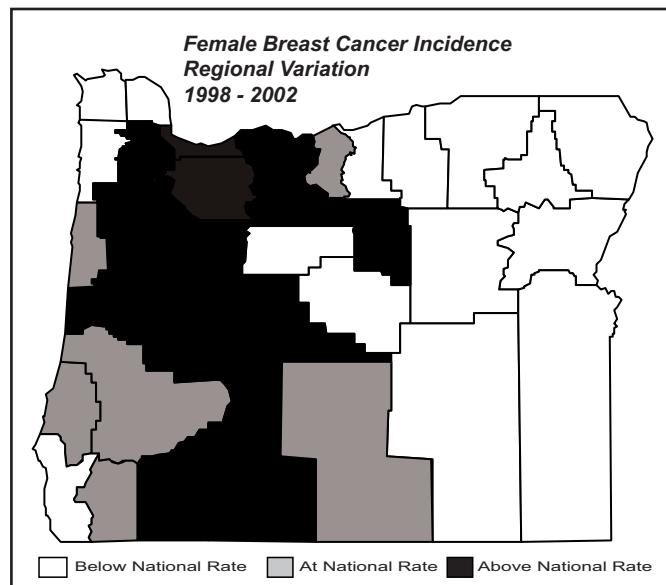 Female Breast Cancer Incidence
Regional Variation
1998 - 2002
Below National Rate At National Rate Above National Rate